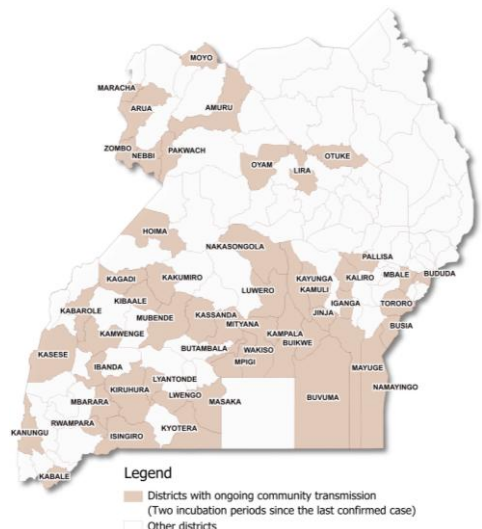 MOYO
MARACHA
ARUA
AMURU
ZOMBO
NEBBI
PAKWACH
OYAM
LIRA
OTUKE
HOIMA
NAKASONGOLA
PALLISA
KAGADI
KAKUMIRO
KAYUNGA
KALIRO
MBALE
BUDUDA
KIBAALE
LUWERO
KAMULI
KABAROLE
MUBENDE
KASSANDA
JINJA
IGANGA
TORORO
KAMWENGE
MITYANA
KAMPALA
BUSIA
KASESE
BUTAMBALA
WAKISO
BUIKWE
MPIGI
IBANDA
MAYUGE
LYANTONDE
KIRUHURA
LWENGO
MASAKA
BUVUMA
NAMAYINGO
MBARARA
RWAMPARA
KANUNGU
ISINGIRO
KYOTERA
KABALE
Legend
Districts with ongoing community transmission
(Two incubation periods since the last confirmed case)
Other districts